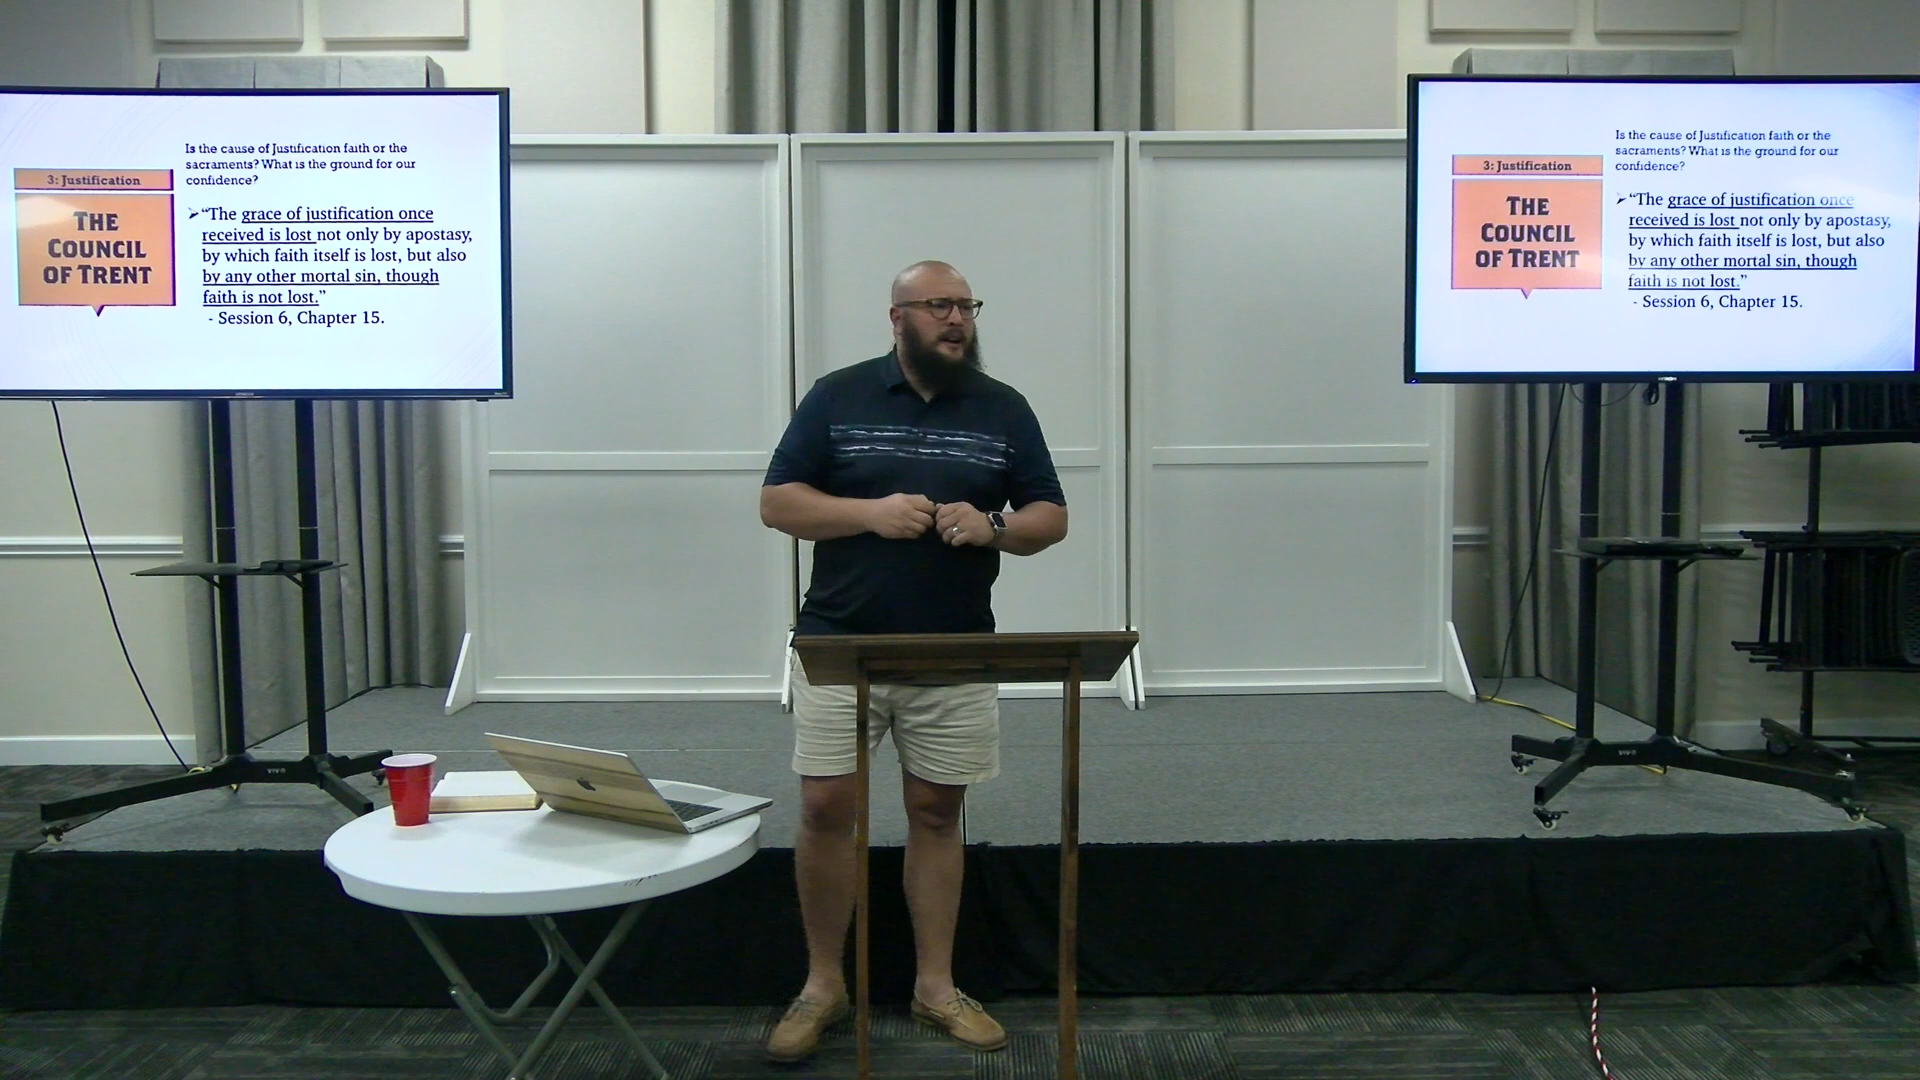 3: Justification
THE
COUNCIL
OF TRENT
Is the cause of Justification faith or the
sacraments? What is the ground for our
confidence?
➢"The grace of justification once
received is lost not only by apostasy,
by which faith itself is lost, but also
by any other mortal sin, though
faith is not lost."
- Session 6, Chapter 15.
3: Justification
THE
COUNCIL
OF TRENT
Is the cause of Justification faith or the
sacraments? What is the ground for our
confidence?
➢"The grace of justification once
received is lost not only by apostasy,
by which faith itself is lost, but also
by any other mortal sin, though
faith is not lost."
- Session 6, Chapter 15.
VIVO
VIVO